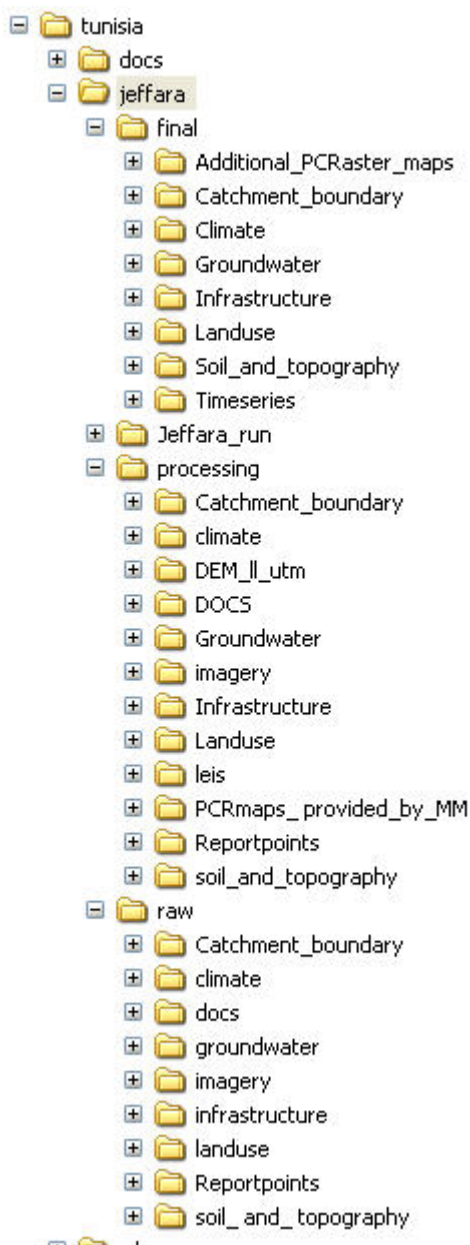 tunisia
docs
jeffara
final
Additional_PCRaster_maps
Catchment_boundary
Climate
Groundwater
Infrastructure
Landuse
Soil_and_topography
Timeseries
Jeffara_run
processing
Catchment_boundary
climate
DEM_ll_utm
DOCS
Groundwater
imagery
Infrastructure
Landuse
leis
PCRmaps_ provided_by_MM
Reportpoints
soil_and_topography
raw
Catchment_boundary
climate
docs
groundwater
imagery
infrastructure
landuse
Reportpoints
soil_ and_ topography